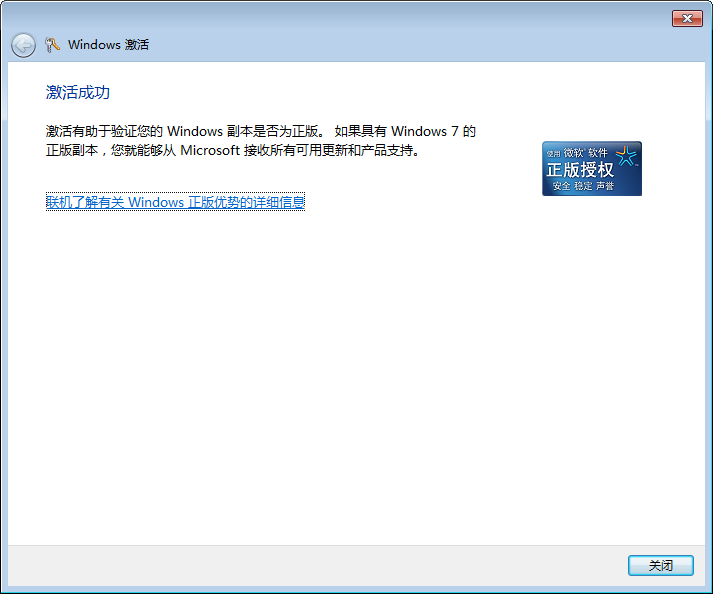 Windows 激活
激活成功
激活有助于验证您的 Windows 副本是否为正版。 如果具有 Windows 7 的
正版副本，您就能够从 Microsoft 接收所有可用更新和产品支持。
使用 微软® 软件
正版授权
安全 稳定 声誉
联机了解有关 Windows 正版优势的详细信息
关闭